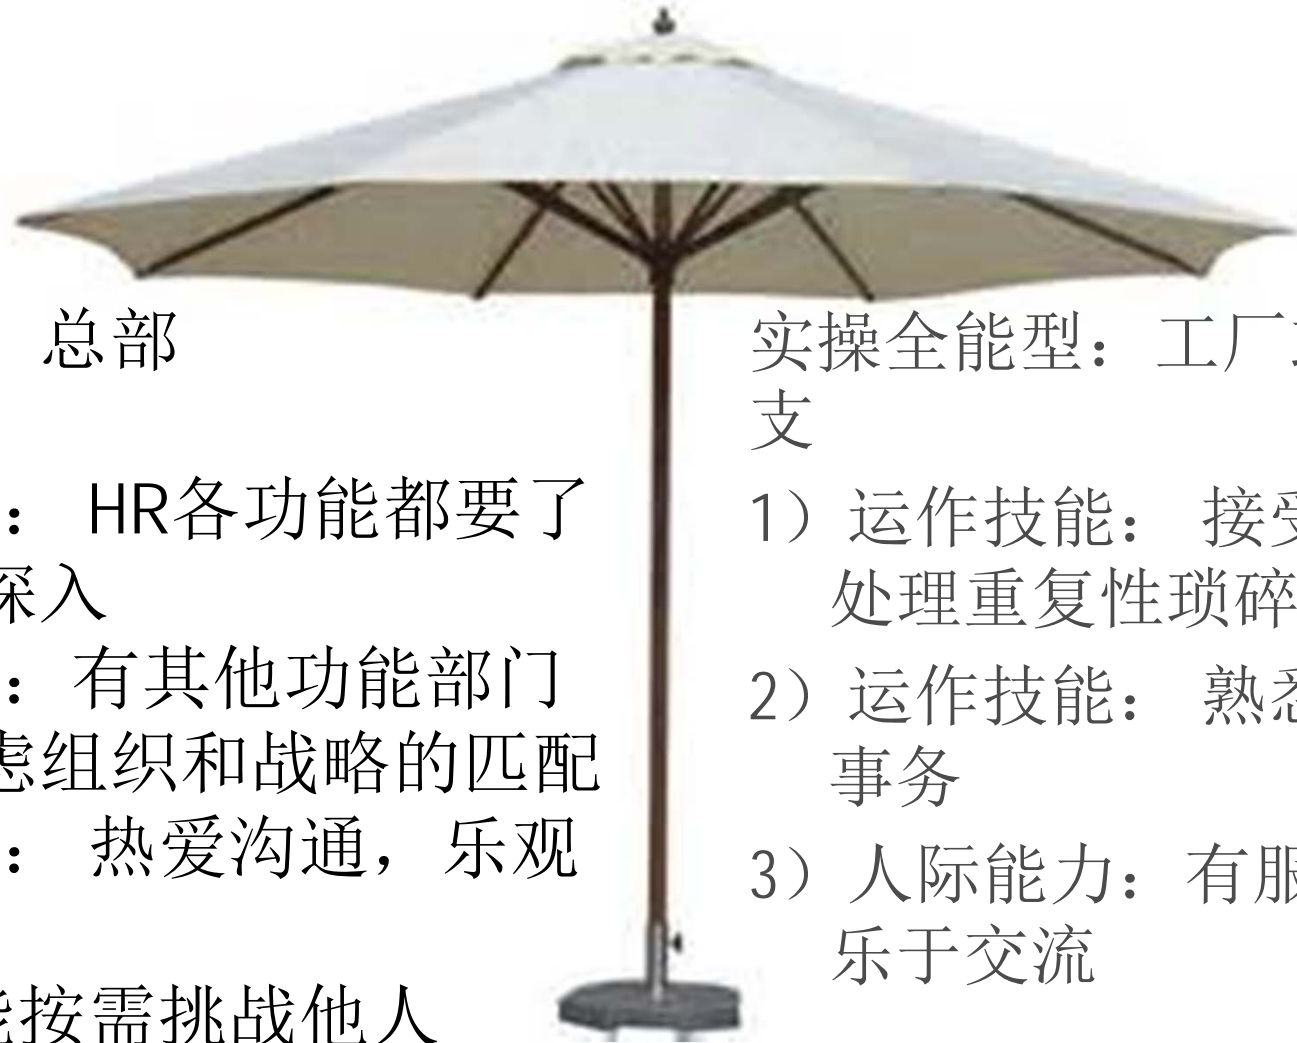 总部
：HR各功能都要了
深入
：有其他功能部门
虑组织和战略的匹配
：热爱沟通，乐观
能按需挑战他人
实操全能型：工厂
支
1）运作技能：接受
处理重复性琐碎
2）运作技能：熟悉
事务
3）人际能力：有服
乐于交流